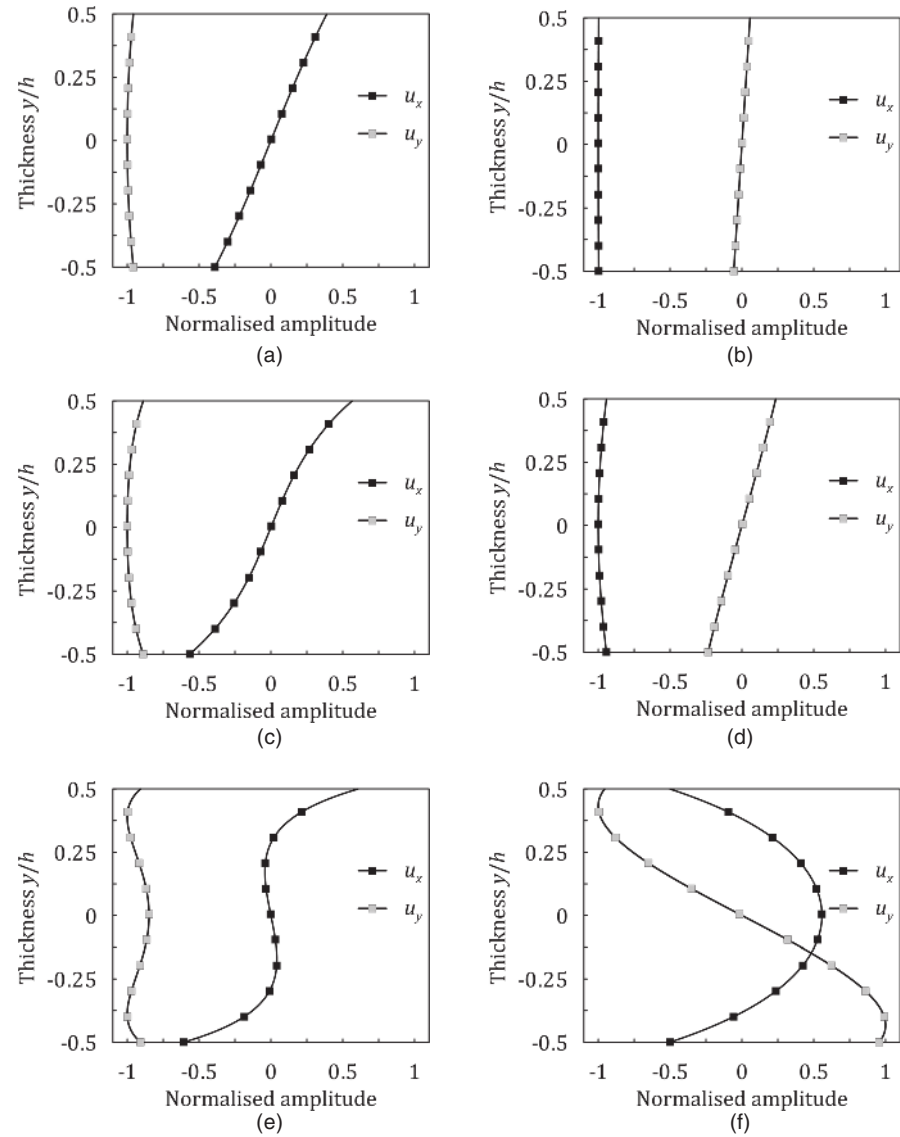 0.5
0.25
0
-0.25
-0.5
Thickness y/h
u_x
u_y
-1 -0.5 0 0.5 1
Normalised amplitude
(a)
0.5
0.25
0
-0.25
-0.5
Thickness y/h
u_x
u_y
-1 -0.5 0 0.5 1
Normalised amplitude
(b)
0.5
0.25
0
-0.25
-0.5
Thickness y/h
u_x
u_y
-1 -0.5 0 0.5 1
Normalised amplitude
(c)
0.5
0.25
0
-0.25
-0.5
Thickness y/h
u_x
u_y
-1 -0.5 0 0.5 1
Normalised amplitude
(d)
0.5
0.25
0
-0.25
-0.5
Thickness y/h
u_x
u_y
-1 -0.5 0 0.5 1
Normalised amplitude
(e)
0.5
0.25
0
-0.25
-0.5
Thickness y/h
u_x
u_y
-1 -0.5 0 0.5 1
Normalised amplitude
(f)